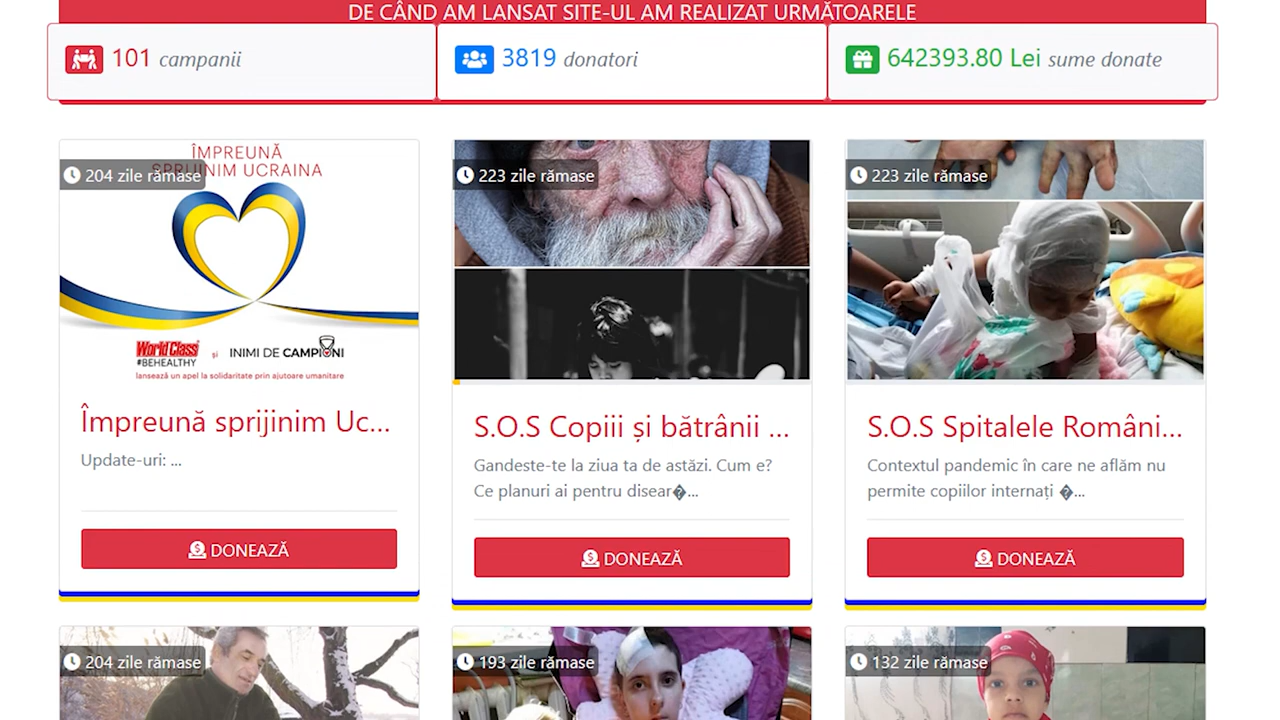 DE CÂND AM LANSAT SITE-UL AM REALIZAT URMĂTOARELE
101 campanii
3819 donatori
642393.80 Lei sume donate
ÎMPREUNĂ
SPRIJINIM UCRAINA
204 zile rămase
World Class
#BEHEALTHY
și
INIMI DE CAMPIONI
lansează un apel la solidaritate prin ajutoare umanitare
Împreună sprijinim Uc...
Update-uri: ...
DONEAZĂ
223 zile rămase
S.O.S Copiii și bătrânii ...
Gandeste-te la ziua ta de astăzi. Cum e?
Ce planuri ai pentru disear�...
DONEAZĂ
223 zile rămase
S.O.S Spitalele Români...
Contextul pandemic în care ne aflăm nu
permite copiilor internați �...
DONEAZĂ
204 zile rămase
193 zile rămase
132 zile rămase